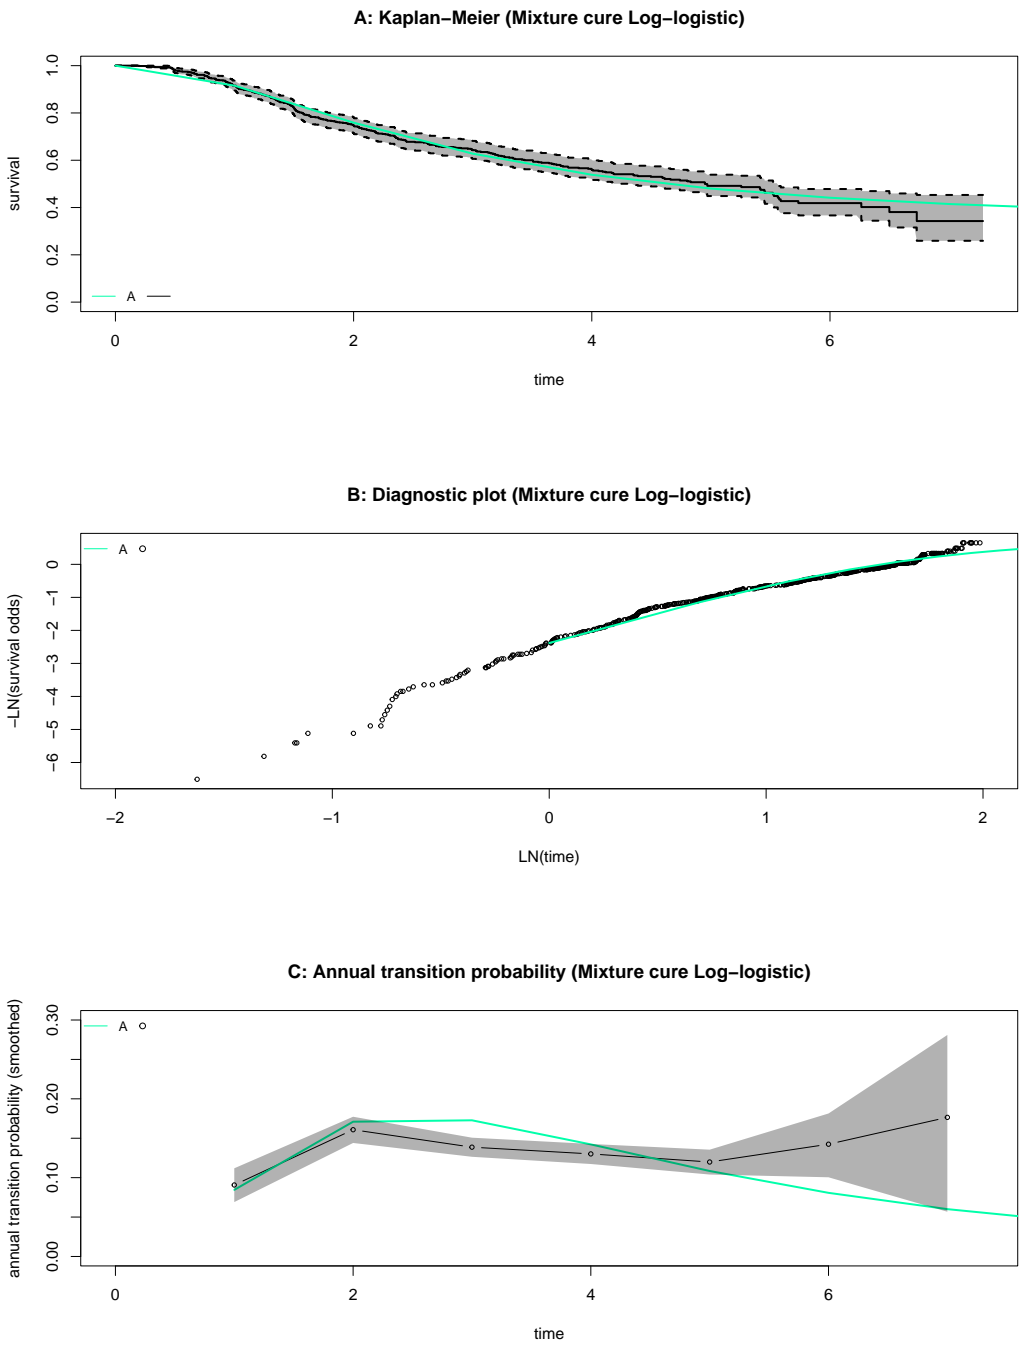 A: Kaplan−Meier (Mixture cure Log−logistic)
survival
1.0
0.8
0.6
0.4
0.2
0.0
A
0 2 4 6
time
B: Diagnostic plot (Mixture cure Log−logistic)
−LN(survival odds)
A
0
−1
−2
−3
−4
−5
−6
−2 −1 0 1 2
LN(time)
C: Annual transition probability (Mixture cure Log−logistic)
annual transition probability (smoothed)
A
0.30
0.20
0.10
0.00
0 2 4 6
time